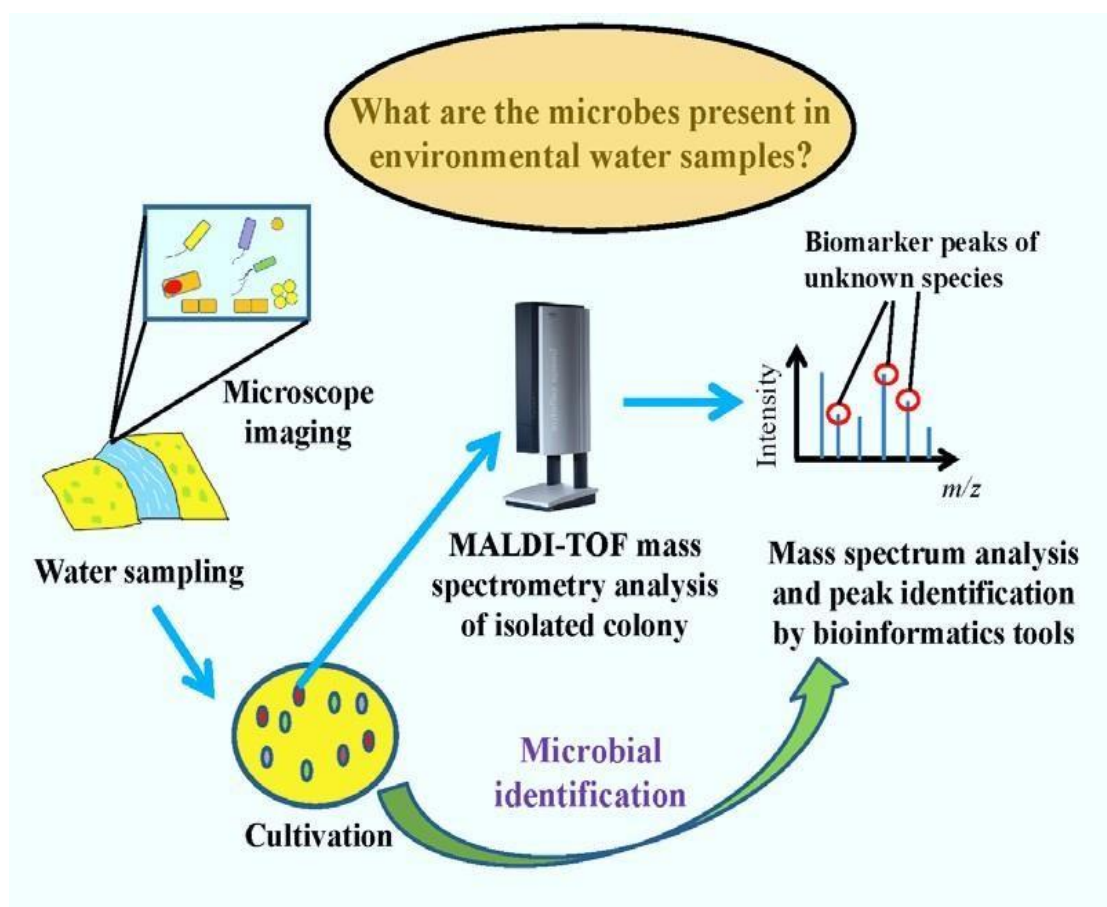 What are the microbes present in
environmental water samples?
Microscope
imaging
Water sampling
Cultivation
MALDI-TOF mass
spectrometry analysis
of isolated colony
Biomarker peaks of
unknown species
Intensity
m/z
Mass spectrum analysis
and peak identification
by bioinformatics tools
Microbial
identification